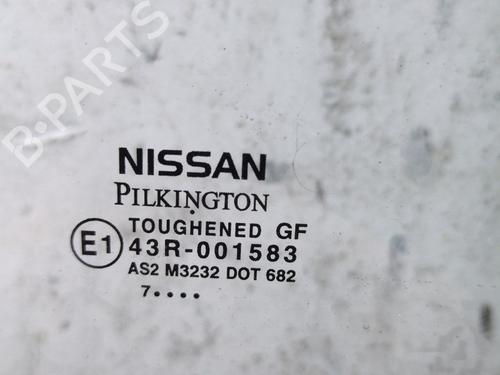 B-PARTS
NISSAN
PILKINGTON
TOUGHENED GF
E1 43R-001583
AS2 M3232 DOT 682
7....